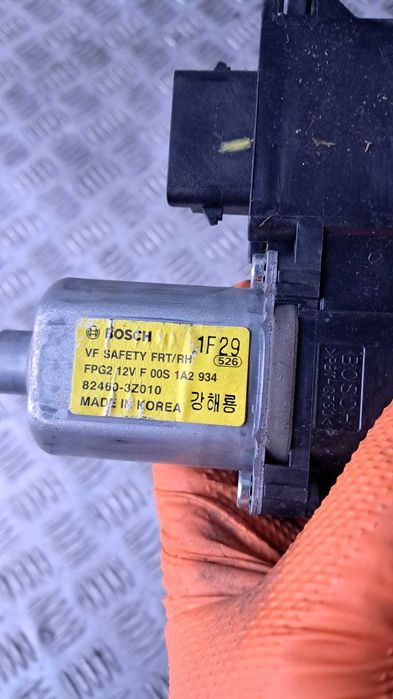 BOSCH
1F29
VF SAFETY FRT/RH
526
FPG2 12V F 00S 1A2 934
82460-3Z010
MADE IN KOREA 강해룡
BOSCH